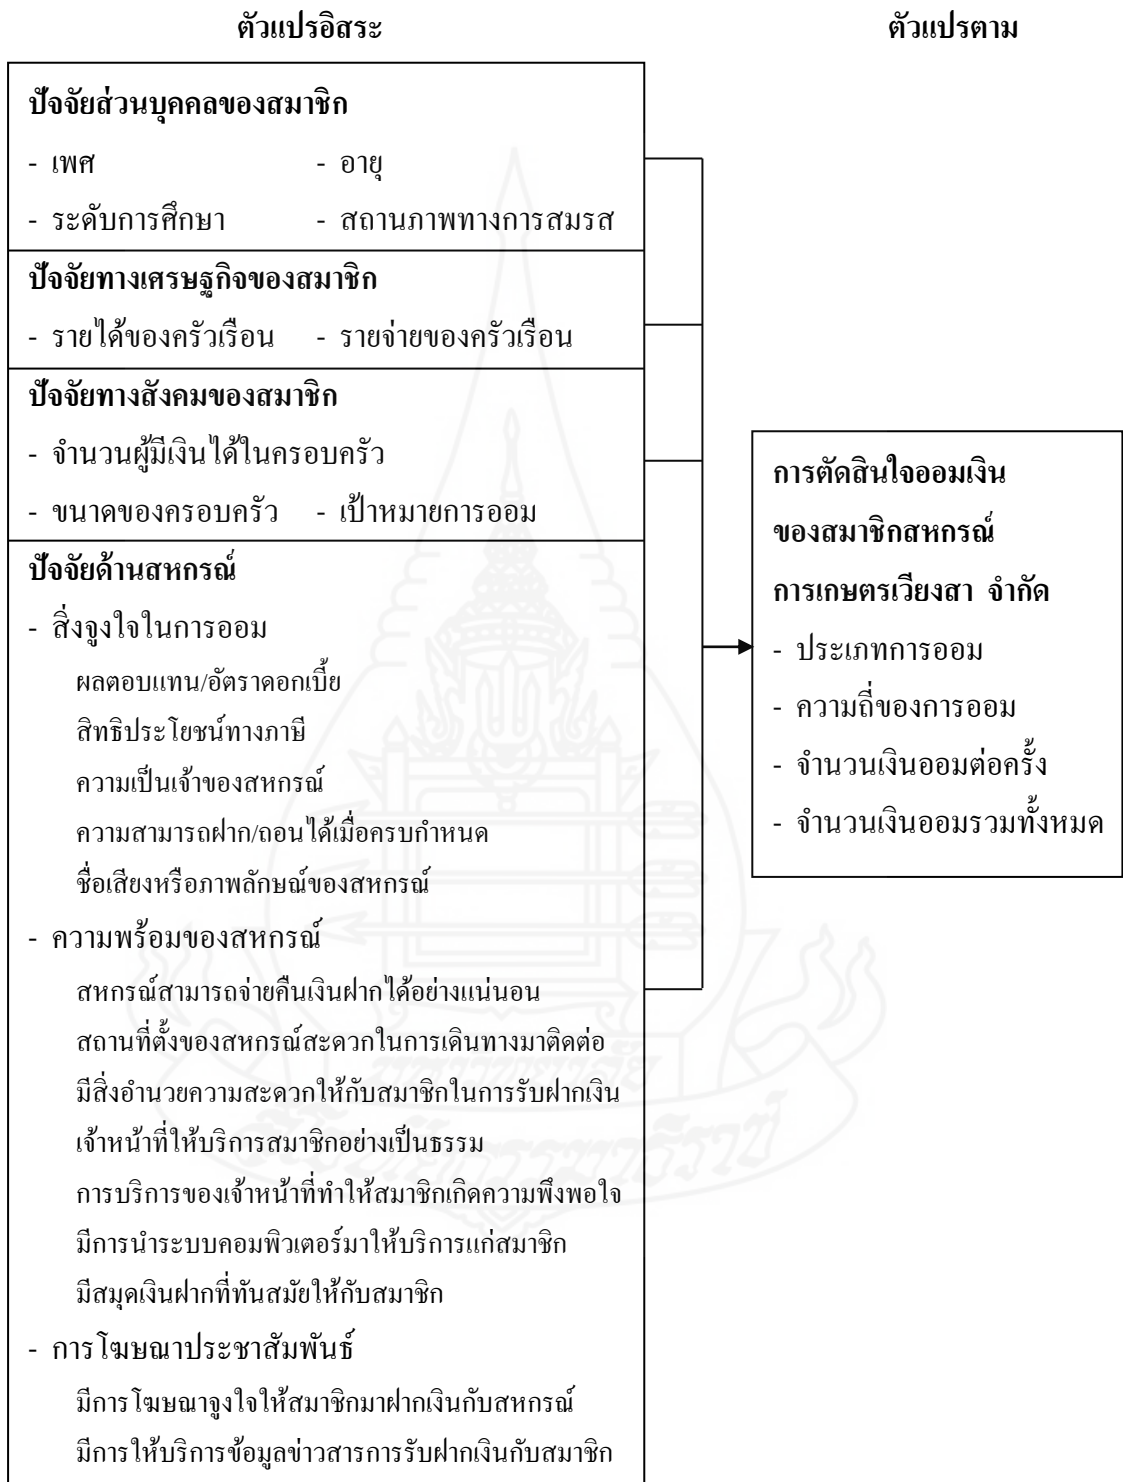 ตัวแปรอิสระ
ตัวแปรตาม
ปัจจัยส่วนบุคคลของสมาชิก
- เพศ - อายุ
- ระดับการศึกษา - สถานภาพทางการสมรส
ปัจจัยทางเศรษฐกิจของสมาชิก
- รายได้ของครัวเรือน - รายจ่ายของครัวเรือน
ปัจจัยทางสังคมของสมาชิก
- จำนวนผู้มีเงินได้ในครอบครัว
- ขนาดของครอบครัว - เป้าหมายการออม
ปัจจัยด้านสหกรณ์
- สิ่งจูงใจในการออม
ผลตอบแทน/อัตราดอกเบี้ย
สิทธิประโยชน์ทางภาษี
ความเป็นเจ้าของสหกรณ์
ความสามารถฝาก/ถอนได้เมื่อครบกำหนด
ชื่อเสียงหรือภาพลักษณ์ของสหกรณ์
- ความพร้อมของสหกรณ์
สหกรณ์สามารถจ่ายคืนเงินฝากได้อย่างแน่นอน
สถานที่ตั้งของสหกรณ์สะดวกในการเดินทางมาติดต่อ
มีสิ่งอำนวยความสะดวกให้กับสมาชิกในการรับฝากเงิน
เจ้าหน้าที่ให้บริการสมาชิกอย่างเป็นธรรม
การบริการของเจ้าหน้าที่ทำให้สมาชิกเกิดความพึงพอใจ
มีการนำระบบคอมพิวเตอร์มาให้บริการแก่สมาชิก
มีสมุดเงินฝากที่ทันสมัยให้กับสมาชิก
- การโฆษณาประชาสัมพันธ์
มีการโฆษณาจูงใจให้สมาชิกมาฝากเงินกับสหกรณ์
มีการให้บริการข้อมูลข่าวสารการรับฝากเงินกับสมาชิก
การตัดสินใจออมเงิน
ของสมาชิกสหกรณ์
การเกษตรเวียงสา จำกัด
- ประเภทการออม
- ความถี่ของการออม
- จำนวนเงินออมต่อครั้ง
- จำนวนเงินออมรวมทั้งหมด